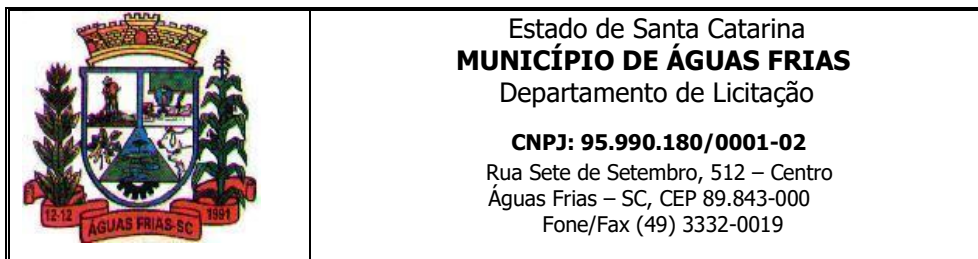 Estado de Santa Catarina
MUNICÍPIO DE ÁGUAS FRIAS
Departamento de Licitação
CNPJ: 95.990.180/0001-02
Rua Sete de Setembro, 512 – Centro
Águas Frias – SC, CEP 89.843-000
Fone/Fax (49) 3332-0019
12-12
ÁGUAS FRIAS-SC
1991